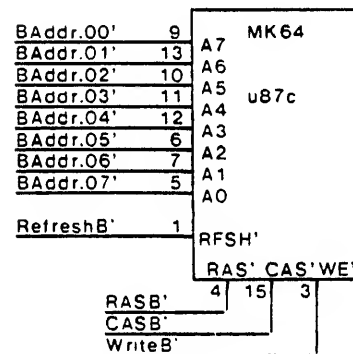 MK64
u87c
BAddr.00' 9 A7
BAddr.01' 13 A6
BAddr.02' 10 A5
BAddr.03' 11 A4
BAddr.04' 12 A3
BAddr.05' 6 A2
BAddr.06' 7 A1
BAddr.07' 5 A0
RefreshB' 1 RFSH'
RAS' CAS' WE'
4 15 3
RASB'
CASB'
WriteB'